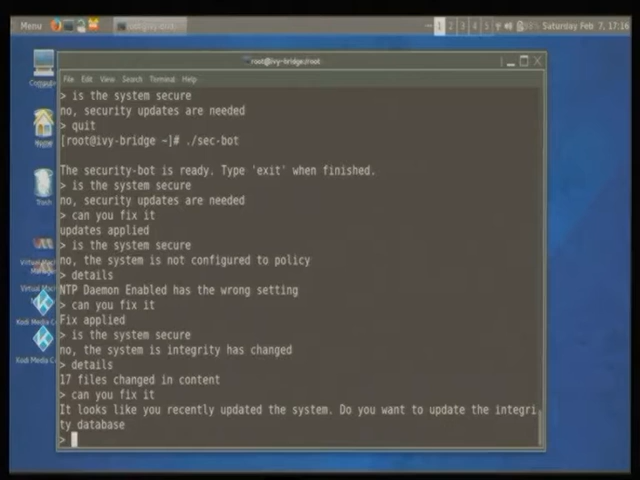 Menu
Saturday Feb 7, 17:16
1 2 3 4 5
root@ivy-bridge:/root
File Edit View Search Terminal Help
> is the system secure
no, security updates are needed
> quit
[root@ivy-bridge ~]# ./sec-bot
The security-bot is ready. Type 'exit' when finished.
> is the system secure
no, security updates are needed
> can you fix it
updates applied
> is the system secure
no, the system is not configured to policy
> details
NTP Daemon Enabled has the wrong setting
> can you fix it
Fix applied
> is the system secure
no, the system is integrity has changed
> details
17 files changed in content
> can you fix it
It looks like you recently updated the system. Do you want to update the integri
ty database
>
Trash
Kodi Media C
Kodi Media C